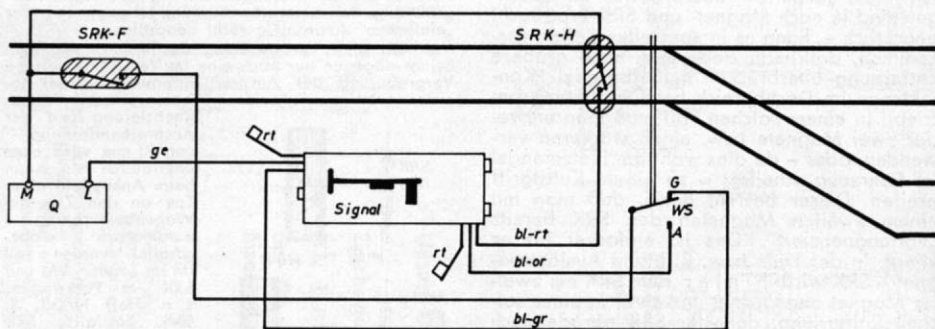 SRK-F
SRK-H
rt
ge
M
Q
Signal
rt
bl-rt
bl-or
bl-gr
G
WS
A